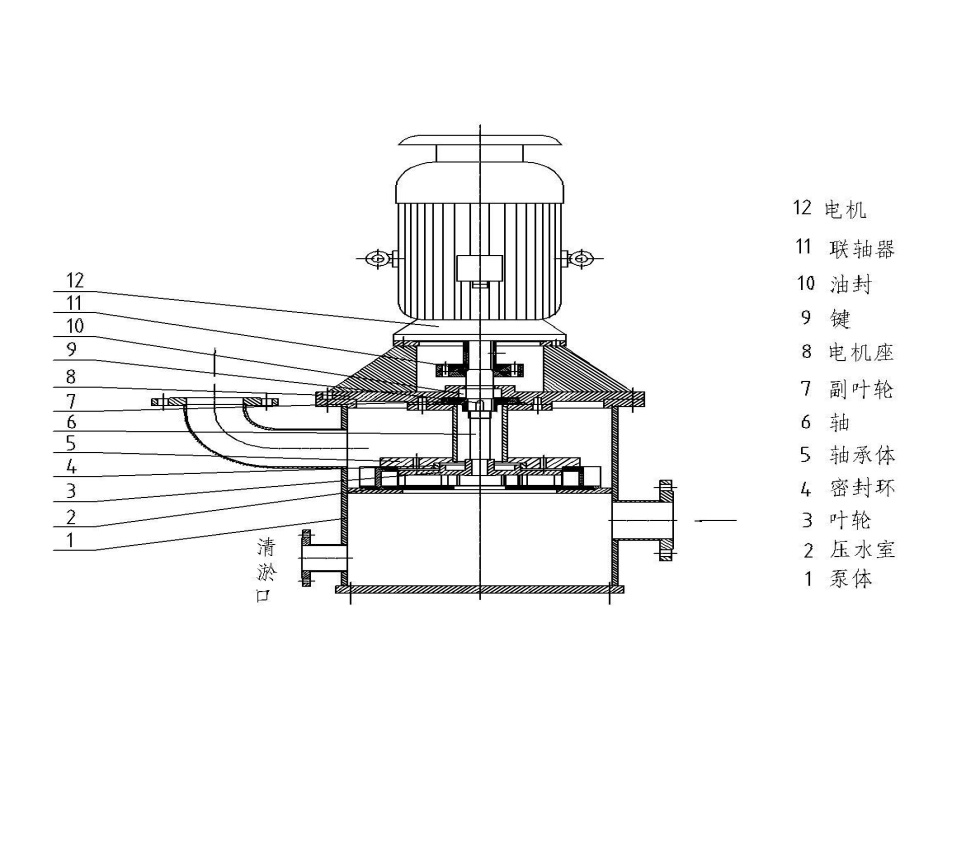 12
11
10
9
8
7
6
5
4
3
2
1
清淤口
12 电机
11 联轴器
10 油封
9 键
8 电机座
7 副叶轮
6 轴
5 轴承体
4 密封环
3 叶轮
2 压水室
1 泵体